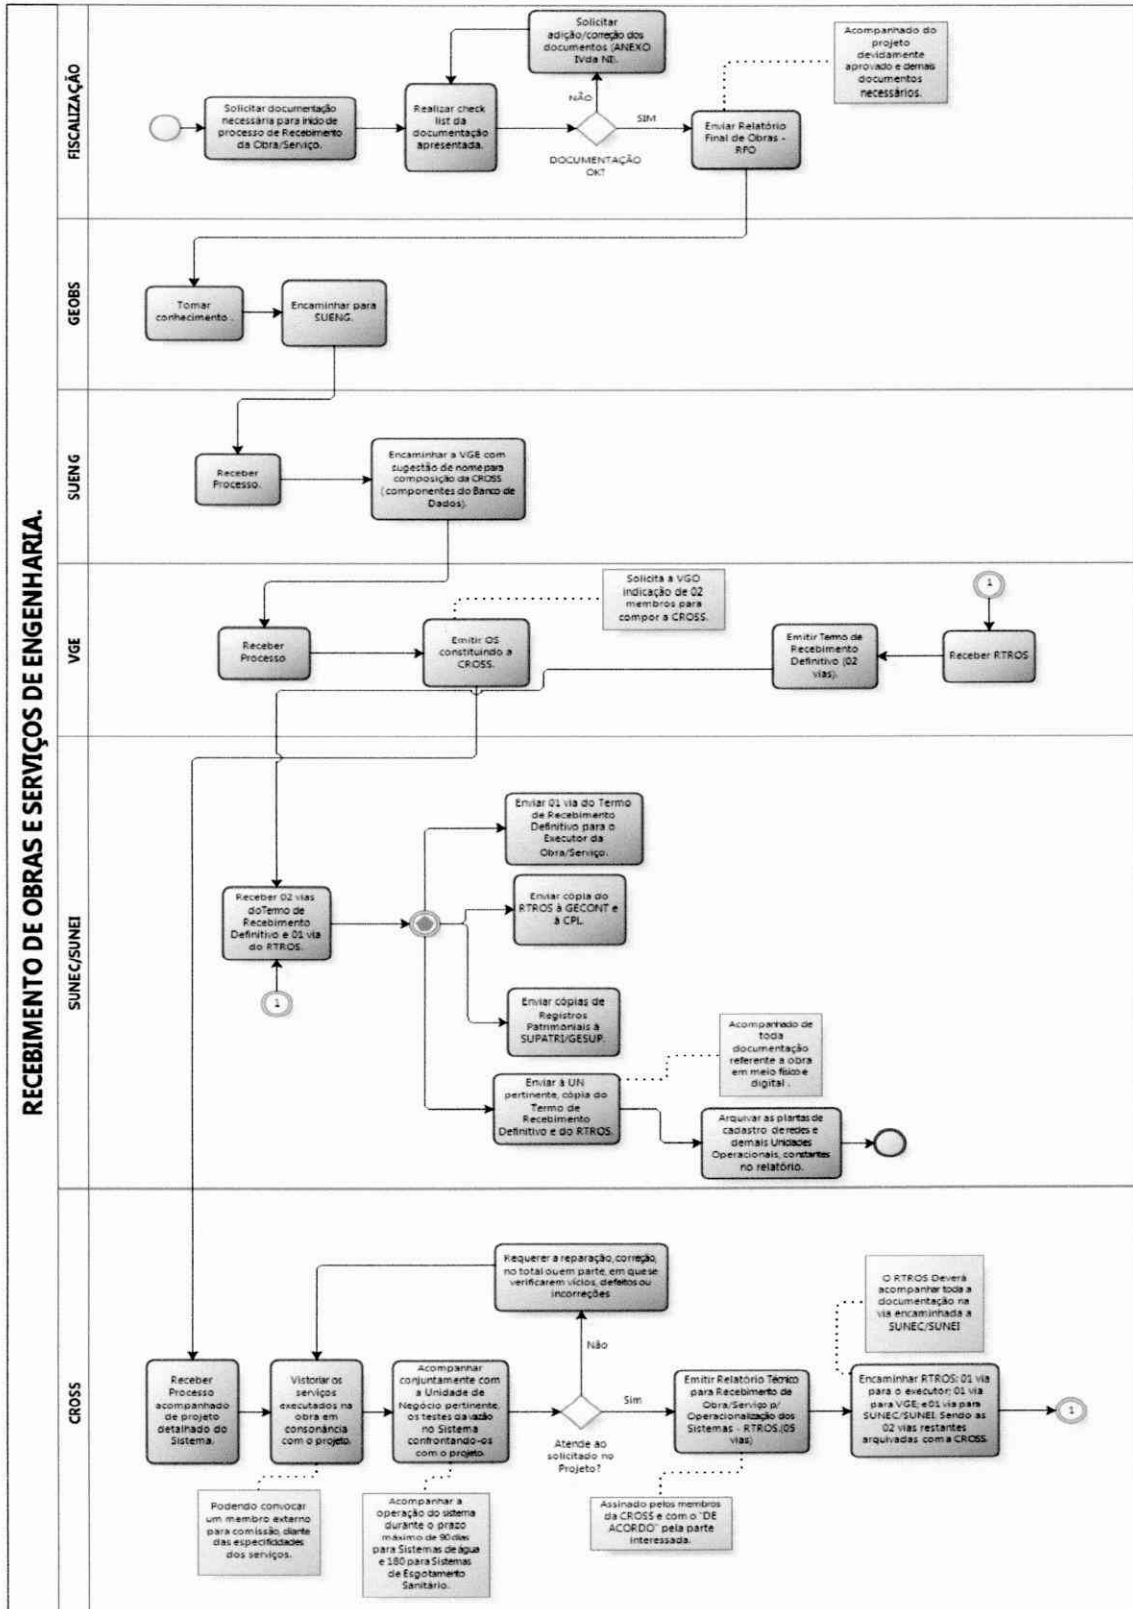 RECEBIMENTO DE OBRAS E SERVIÇOS DE ENGENHARIA.
FISCALIZAÇÃO
Solicitar documentação
necessária para início de
processo de Recebimento
da Obra/Serviço.
Realizar check
list da
documentação
apresentada.
Solicitar
adição/correção dos
documentos (ANEXO
IVda NI).
NÃO
SIM
DOCUMENTAÇÃO
OK?
Enviar Relatório
Final de Obras -
RFO
Acompanhado do
projeto
devidamente
aprovado e demais
documentos
necessários.
GEOBS
Tomar
conhecimento .
Encaminhar para
SUENG.
SUENG
Receber
Processo.
Encaminhar a VGE com
sugestão de nome para
composição da CROSS
(componentes do Banco de
Dados).
VGE
Receber
Processo
Emitir OS
constituindo a
CROSS.
Solicita à VGO
indicação de 02
membros para
compor a CROSS.
Emitir Termo de
Recebimento
Definitivo (02
vias).
1
Receber RTROS
SUNEC/SUNEI
Receber 02 vias
doTermo de
Recebimento
Definitivo e 01 via
do RTROS.
1
Enviar 01 via do Termo
de Recebimento
Definitivo para o
Executor da
Obra/Serviço.
Enviar cópia do
RTROS à GECONT e
à CPL.
Enviar cópias de
Registros
Patrimoniais à
SUPATRI/GESUP.
Enviar à UN
pertinente, cópia do
Termo de
Recebimento
Definitivo e do RTROS.
Acompanhado de
toda
documentação
referente a obra
em meio físico e
digital .
Arquivar as plantas de
cadastro de redes e
demais Unidades
Operacionais, constantes
no relatório.
CROSS
Receber
Processo
acompanhado
de projeto
detalhado do
Sistema.
Vistoriar os
serviços
executados na
obra em
consonância
com o projeto.
Acompanhar
conjuntamente com
a Unidade de
Negócio pertinente,
os testes da vazão
no Sistema
confrontando-os
com o projeto.
Requerer a reparação, correção,
no total ou em parte, em que se
verificarem vícios, defeitos ou
incorreções
Não
Sim
Atende ao
solicitado no
Projeto?
Emitir Relatório Técnico
para Recebimento de
Obra/Serviço p/
Operacionalização dos
Sistemas - RTROS.(05
vias)
O RTROS Deverá
acompanhar toda a
documentação na
via encaminhada a
SUNEC/SUNEI
Encaminhar RTROS: 01 via
para o executor; 01 via
para VGE; e 01 via para
SUNEC/SUNEI. Sendo as
02 vias restantes
arquivadas com a CROSS.
1
Podendo convocar
um membro externo
para comissão, diante
das especificidades
dos serviços.
Acompanhar a
operação do sistema
durante o prazo
máximo de 90 dias
para Sistemas de água
e 180 para Sistemas
de Esgotamento
Sanitário.
Assinado pelos membros
da CROSS e com o "DE
ACORDO" pela parte
interessada.